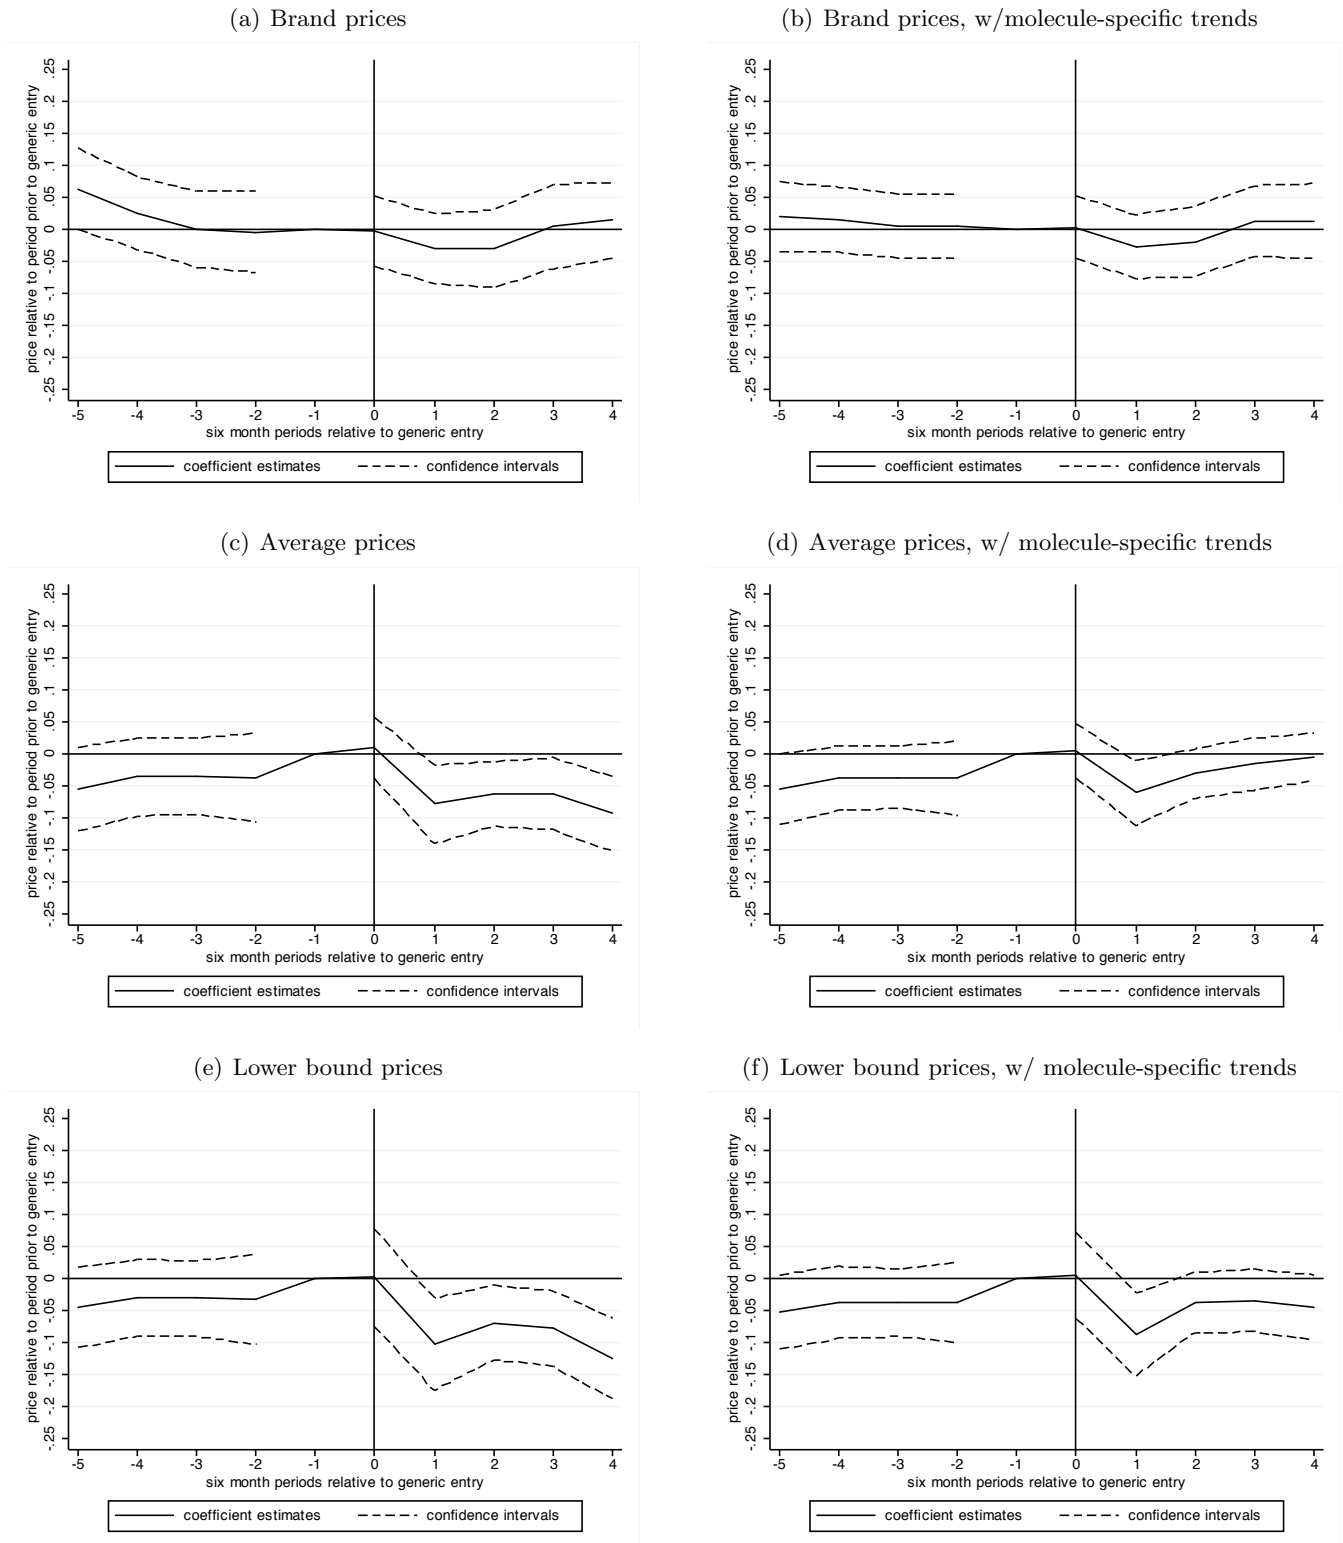 (a) Brand prices
price relative to period prior to generic entry
.25
.2
.15
.1
.05
0
-.05
-.1
-.15
-.2
-.25
-5 -4 -3 -2 -1 0 1 2 3 4
six month periods relative to generic entry
coefficient estimates confidence intervals
(b) Brand prices, w/molecule-specific trends
price relative to period prior to generic entry
.25
.2
.15
.1
.05
0
-.05
-.1
-.15
-.2
-.25
-5 -4 -3 -2 -1 0 1 2 3 4
six month periods relative to generic entry
coefficient estimates confidence intervals
(c) Average prices
price relative to period prior to generic entry
.25
.2
.15
.1
.05
0
-.05
-.1
-.15
-.2
-.25
-5 -4 -3 -2 -1 0 1 2 3 4
six month periods relative to generic entry
coefficient estimates confidence intervals
(d) Average prices, w/ molecule-specific trends
price relative to period prior to generic entry
.25
.2
.15
.1
.05
0
-.05
-.1
-.15
-.2
-.25
-5 -4 -3 -2 -1 0 1 2 3 4
six month periods relative to generic entry
coefficient estimates confidence intervals
(e) Lower bound prices
price relative to period prior to generic entry
.25
.2
.15
.1
.05
0
-.05
-.1
-.15
-.2
-.25
-5 -4 -3 -2 -1 0 1 2 3 4
six month periods relative to generic entry
coefficient estimates confidence intervals
(f) Lower bound prices, w/ molecule-specific trends
price relative to period prior to generic entry
.25
.2
.15
.1
.05
0
-.05
-.1
-.15
-.2
-.25
-5 -4 -3 -2 -1 0 1 2 3 4
six month periods relative to generic entry
coefficient estimates confidence intervals